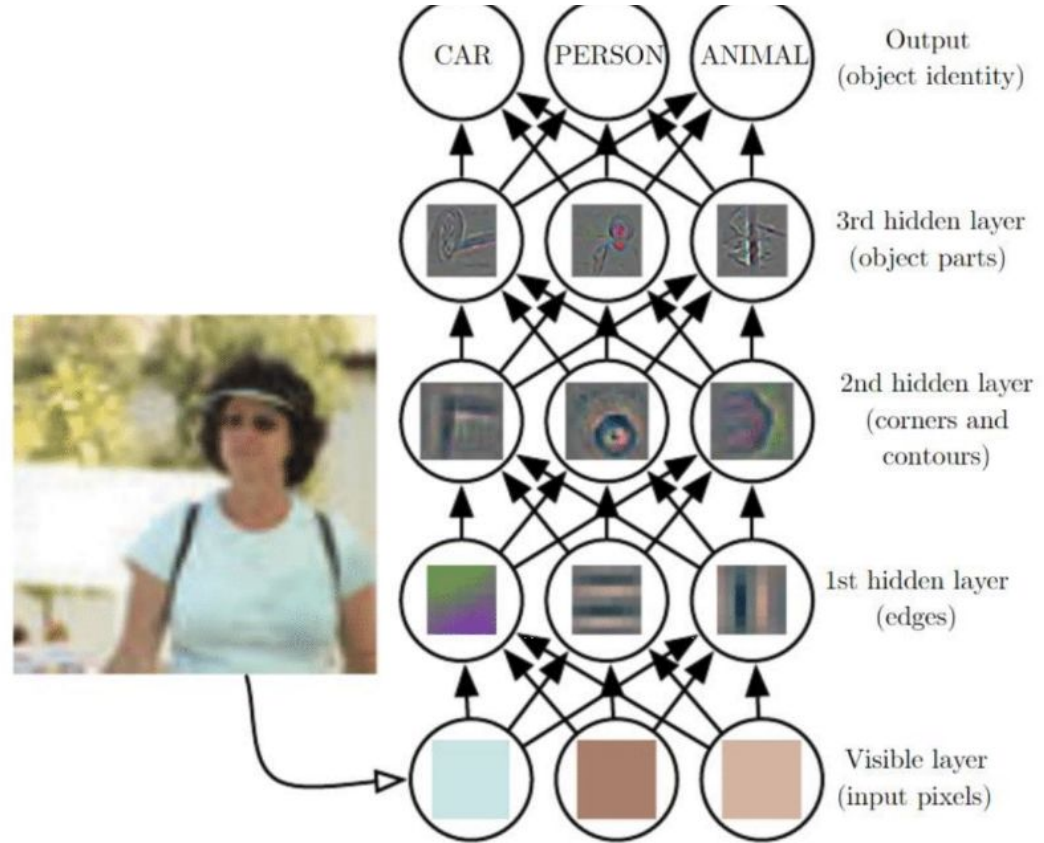 CAR PERSON ANIMAL
Output
(object identity)
3rd hidden layer
(object parts)
2nd hidden layer
(corners and
contours)
1st hidden layer
(edges)
Visible layer
(input pixels)